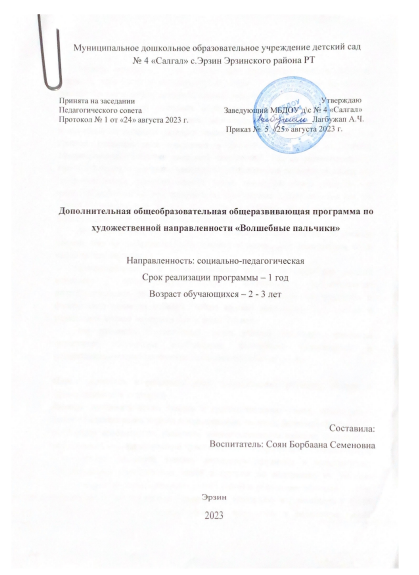 Муниципальное дошкольное образовательное учреждение детский сад
№ 4 «Салгал» с.Эрзин Эрзинского района РТ
Принята на заседании
Педагогического совета
Протокол № 1 от «24» августа 2023 г.
Утверждаю
Заведующий МБДОУ д/с № 4 «Салгал»
Лагбужап А.Ч.
Приказ № 5 «25» августа 2023 г.
Дополнительная общеобразовательная общеразвивающая программа по
художественной направленности «Волшебные пальчики»
Направленность: социально-педагогическая
Срок реализации программы – 1 год
Возраст обучающихся – 2 - 3 лет
Составила:
Воспитатель: Соян Борбаана Семеновна
Эрзин
2023